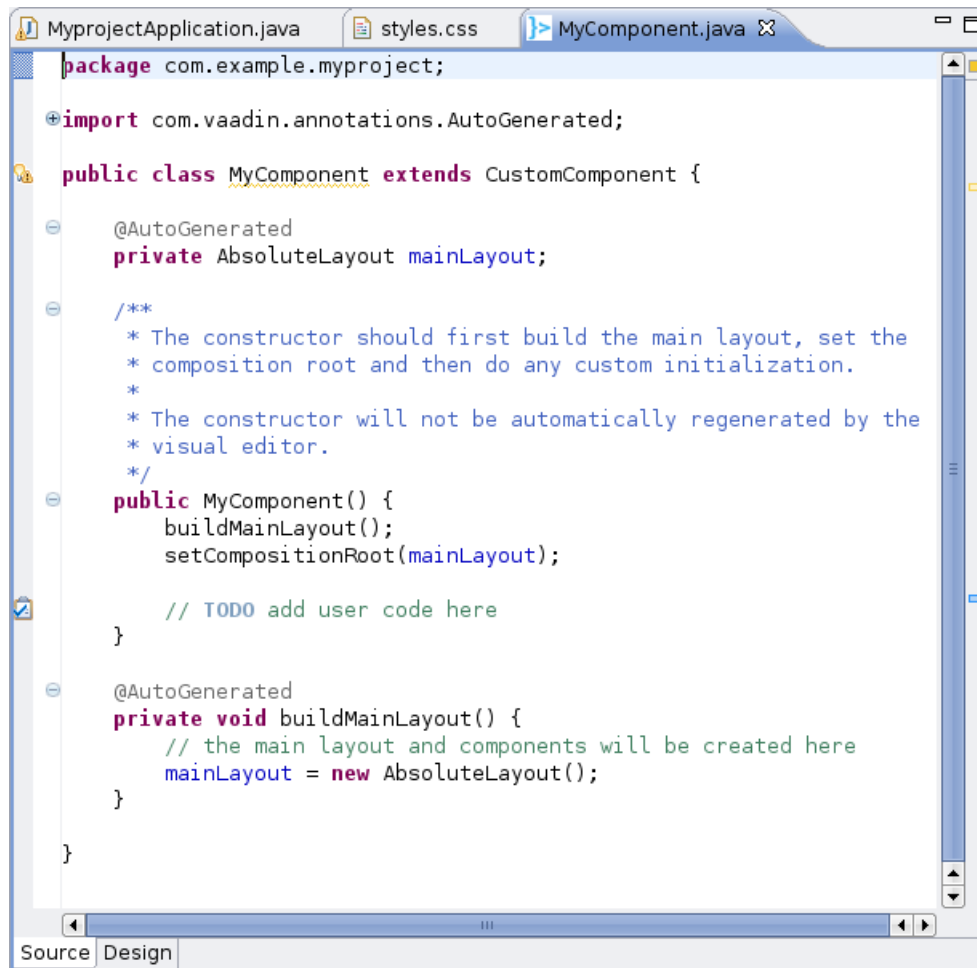 MyprojectApplication.java styles.css MyComponent.java
package com.example.myproject;
import com.vaadin.annotations.AutoGenerated;
public class MyComponent extends CustomComponent {
@AutoGenerated
private AbsoluteLayout mainLayout;
/**
* The constructor should first build the main layout, set the
* composition root and then do any custom initialization.
*
* The constructor will not be automatically regenerated by the
* visual editor.
*/
public MyComponent() {
buildMainLayout();
setCompositionRoot(mainLayout);
// TODO add user code here
}
@AutoGenerated
private void buildMainLayout() {
// the main layout and components will be created here
mainLayout = new AbsoluteLayout();
}
}
Source Design